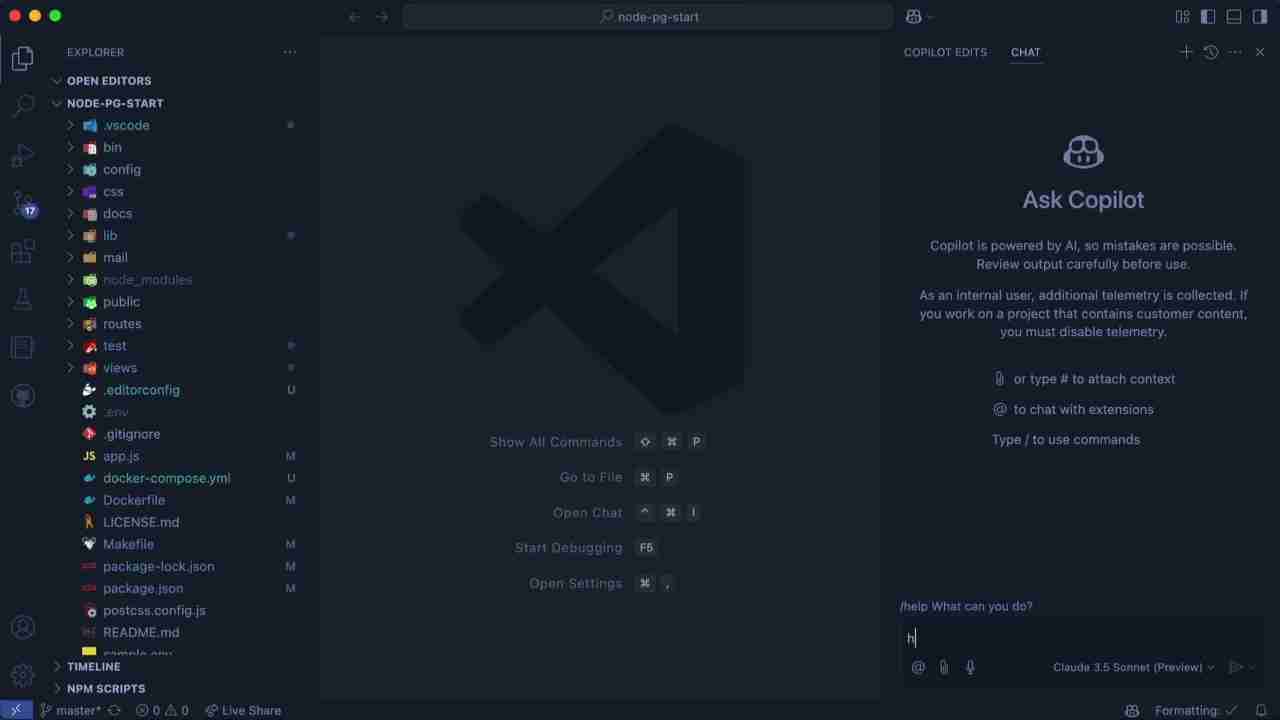 node-pg-start
EXPLORER
OPEN EDITORS
NODE-PG-START
.vscode
bin
config
css
docs
lib
mail
node_modules
public
routes
test
views
.editorconfig U
.env
.gitignore
app.js M
docker-compose.yml U
Dockerfile M
LICENSE.md
Makefile M
package-lock.json M
package.json M
postcss.config.js
README.md
sample.env
TIMELINE
NPM SCRIPTS
17
Show All Commands ⇧ ⌘ P
Go to File ⌘ P
Open Chat ^ ⌘ I
Start Debugging F5
Open Settings ⌘ ,
COPILOT EDITS CHAT
Ask Copilot
Copilot is powered by AI, so mistakes are possible.
Review output carefully before use.
As an internal user, additional telemetry is collected. If
you work on a project that contains customer content,
you must disable telemetry.
or type # to attach context
@ to chat with extensions
Type / to use commands
/help What can you do?
h
@ Claude 3.5 Sonnet (Preview)
master* 0 0 Live Share Formatting: ✓